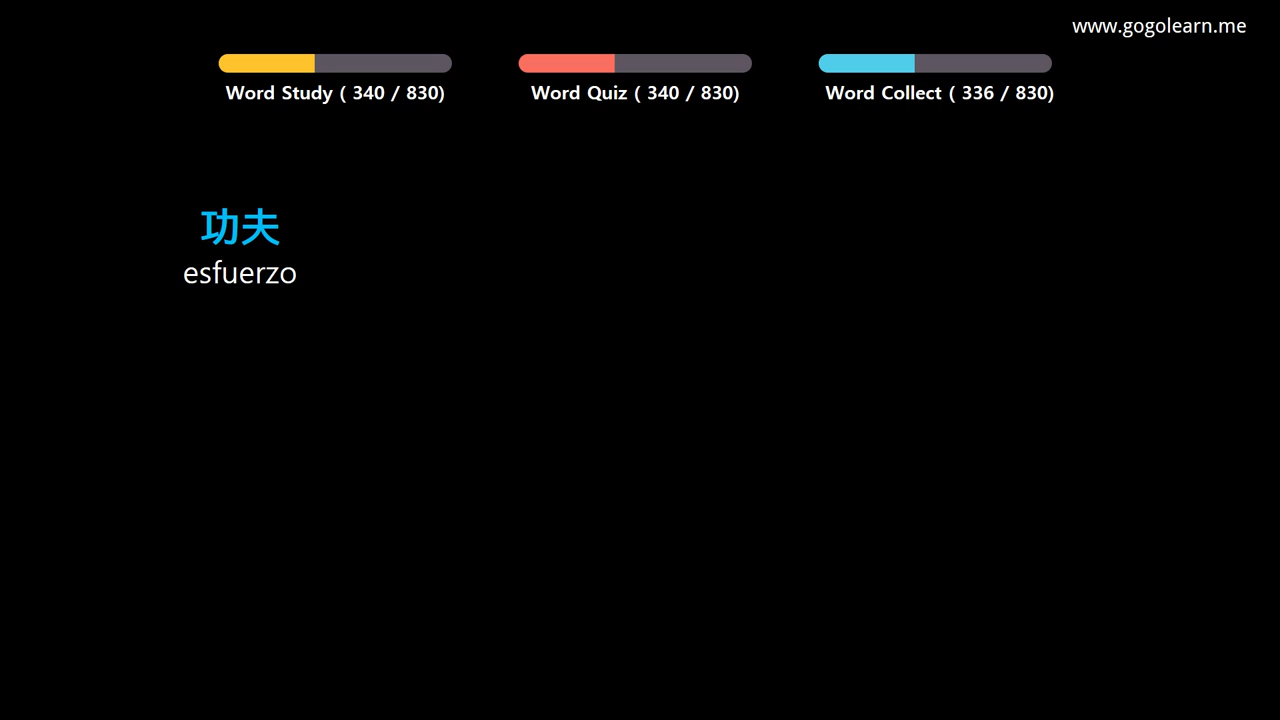 www.gogolearn.me
Word Study ( 340 / 830)
Word Quiz ( 340 / 830)
Word Collect ( 336 / 830)
功夫
esfuerzo